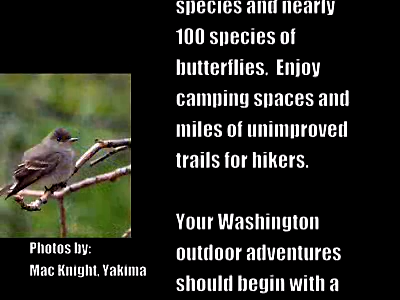 species and nearly
100 species of
butterflies. Enjoy
camping spaces and
miles of unimproved
trails for hikers.
Your Washington
outdoor adventures
should begin with a
Photos by:
Mac Knight, Yakima